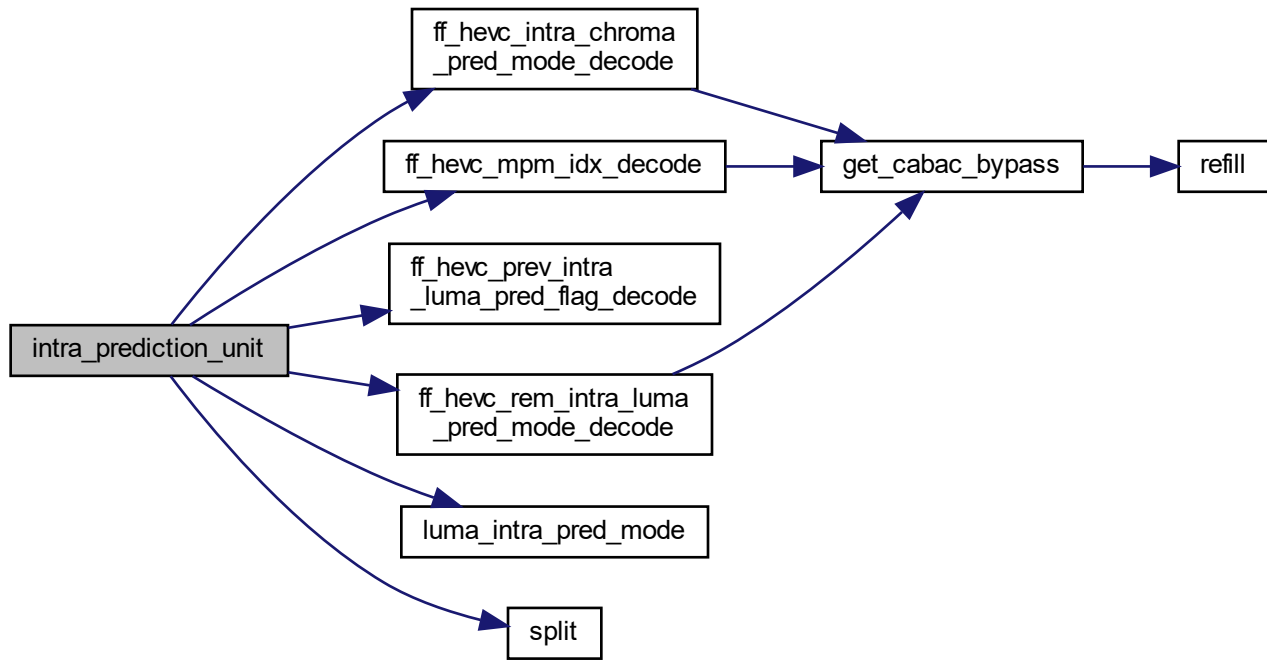 ff_hevc_intra_chroma
_pred_mode_decode
ff_hevc_mpm_idx_decode
get_cabac_bypass
refill
ff_hevc_prev_intra
_luma_pred_flag_decode
intra_prediction_unit
ff_hevc_rem_intra_luma
_pred_mode_decode
luma_intra_pred_mode
split